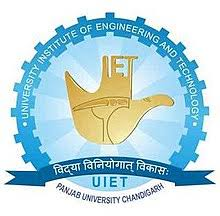 · UNIVERSITY INSTITUTE OF ENGINEERING AND TECHNOLOGY ·
UIET
विद्या विनियोगात् विकासः
UIET
PANJAB UNIVERSITY CHANDIGARH